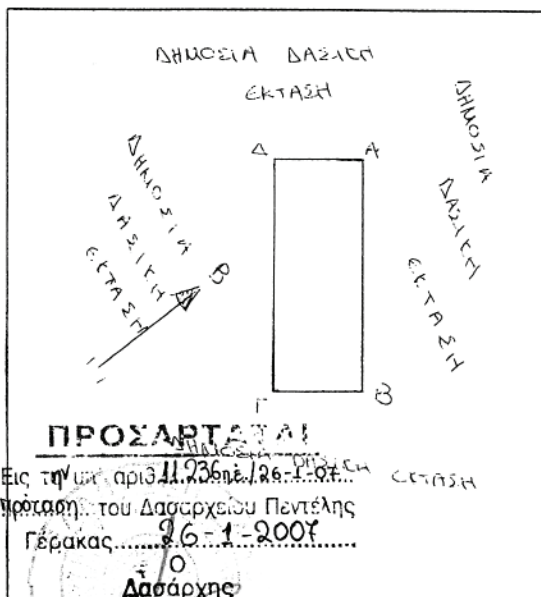 ΔΗΜΟΣΙΑ ΔΑΣΙΚΗ
ΕΚΤΑΣΗ
ΔΗΜΟΣΙΑ
ΔΑΣΙΚΗ
ΕΚΤΑΣΗ
Β
Δ
Α
Γ
Β
ΔΗΜΟΣΙΑ
ΔΑΣΙΚΗ
ΕΚΤΑΣΗ
ΔΗΜΟΣΙΑ ΔΑΣΙΚΗ ΕΚΤΑΣΗ
ΠΡΟΣΑΡΤΑΤΑΙ
Εις την υπ αριθ. 11.236πε./26-1-07
πρόταση του Δασαρχείου Πεντέλης
Γέρακας 26-1-2007
Ο
Δασάρχης